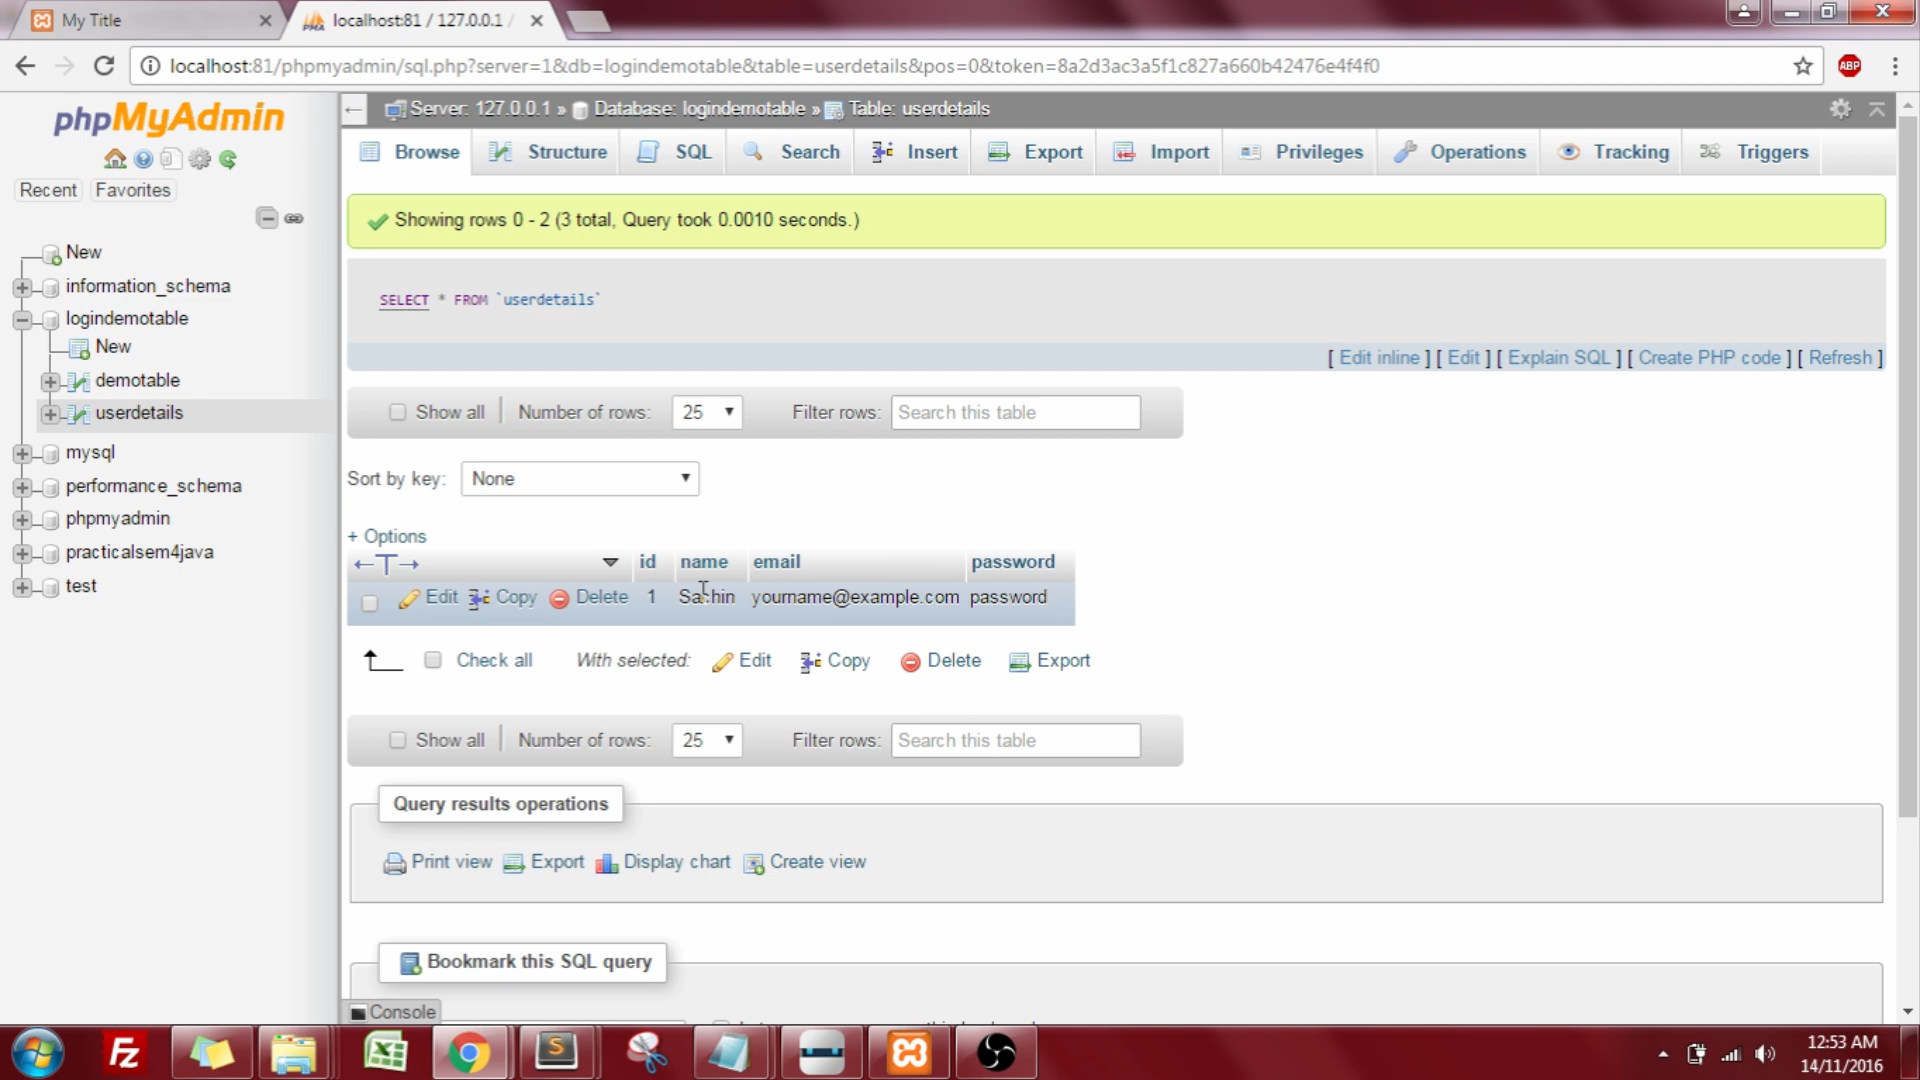 My Title
localhost:81 / 127.0.0.1 /
localhost:81/phpmyadmin/sql.php?server=1&db=logindemotable&table=userdetails&pos=0&token=8a2d3ac3a5f1c827a660b42476e4f4f0
ABP
phpMyAdmin
Recent
Favorites
New
information_schema
logindemotable
New
demotable
userdetails
mysql
performance_schema
phpmyadmin
practicalsem4java
test
Server: 127.0.0.1 » Database: logindemotable » Table: userdetails
Browse Structure SQL Search Insert Export Import Privileges Operations Tracking Triggers
Showing rows 0 - 2 (3 total, Query took 0.0010 seconds.)
SELECT * FROM `userdetails`
[ Edit inline ] [ Edit ] [ Explain SQL ] [ Create PHP code ] [ Refresh ]
Show all Number of rows: 25 Filter rows: Search this table
Sort by key: None
+ Options
←T→ id name email password
Edit Copy Delete 1 Sachin yourname@example.com password
Check all With selected: Edit Copy Delete Export
Show all Number of rows: 25 Filter rows: Search this table
Query results operations
Print view Export Display chart Create view
Bookmark this SQL query
Console
12:53 AM
14/11/2016